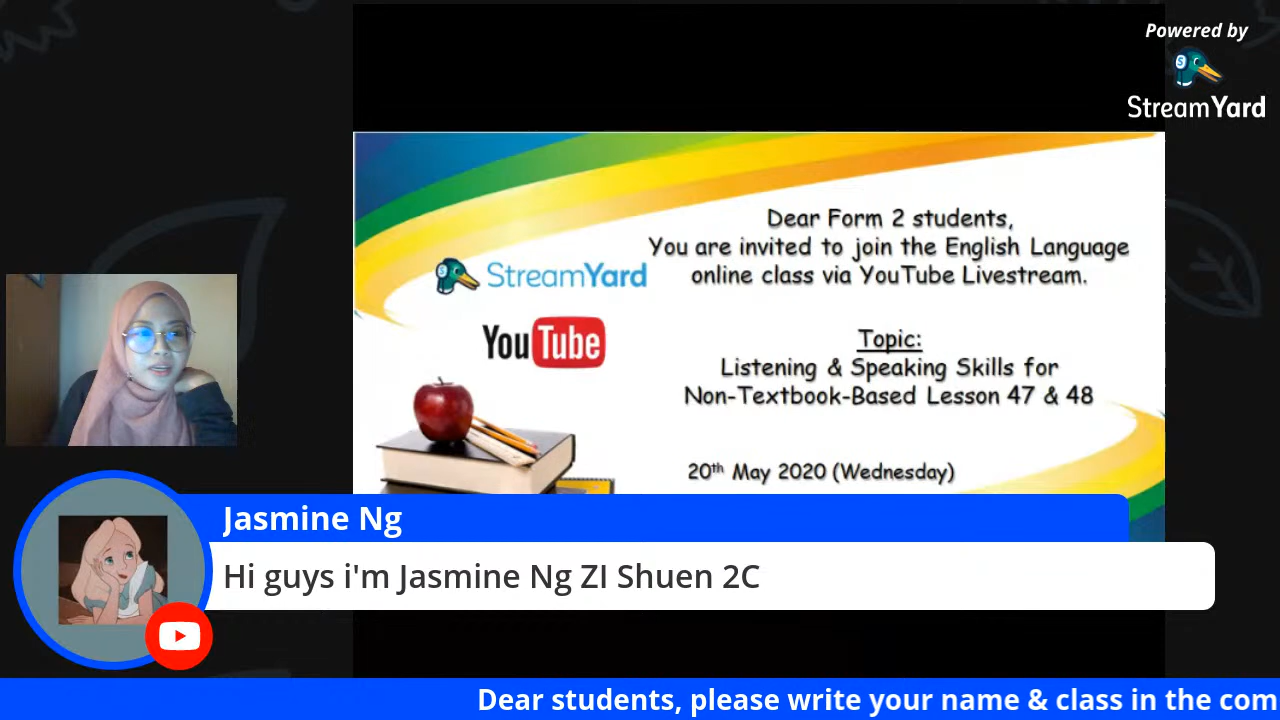 Powered by
StreamYard
Dear Form 2 students,
You are invited to join the English Language
online class via YouTube Livestream.
StreamYard
YouTube
Topic:
Listening & Speaking Skills for
Non-Textbook-Based Lesson 47 & 48
20th May 2020 (Wednesday)
Jasmine Ng
Hi guys i'm Jasmine Ng ZI Shuen 2C
Dear students, please write your name & class in the com